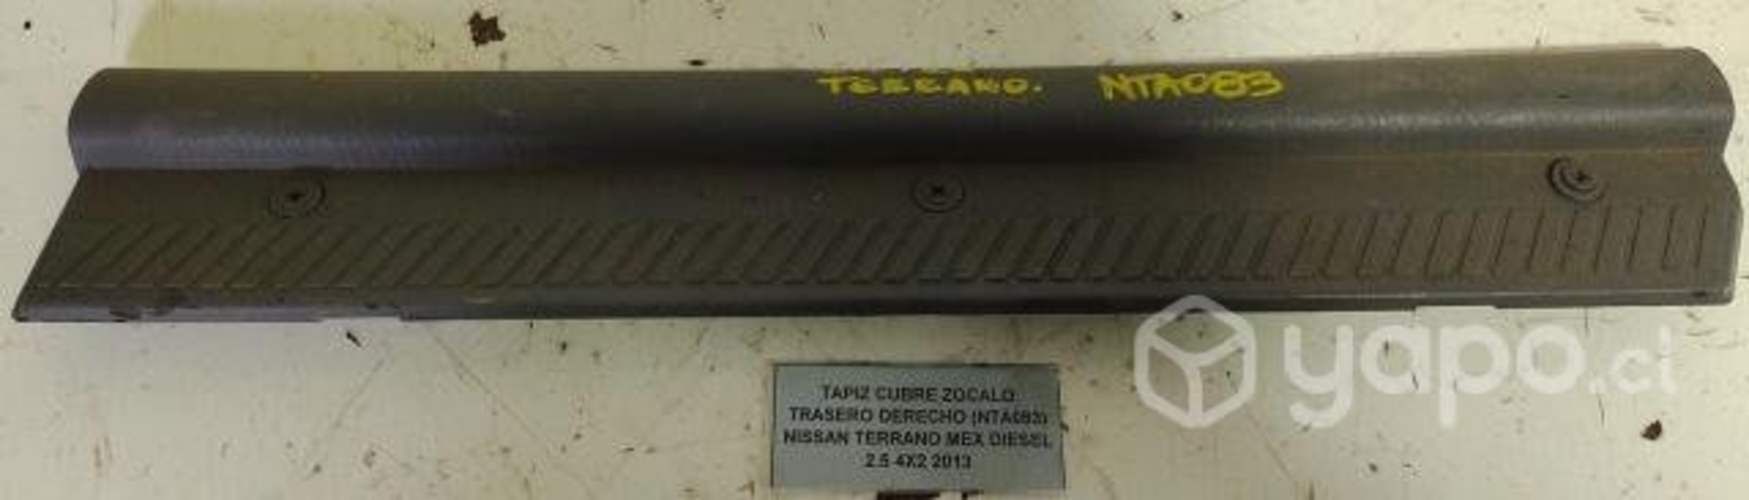 TERRANO. NTA083
yapo.cl
TAPIZ CUBRE ZOCALO
TRASERO DERECHO (NTA083)
NISSAN TERRANO MEX DIESEL
2.5 4X2 2013